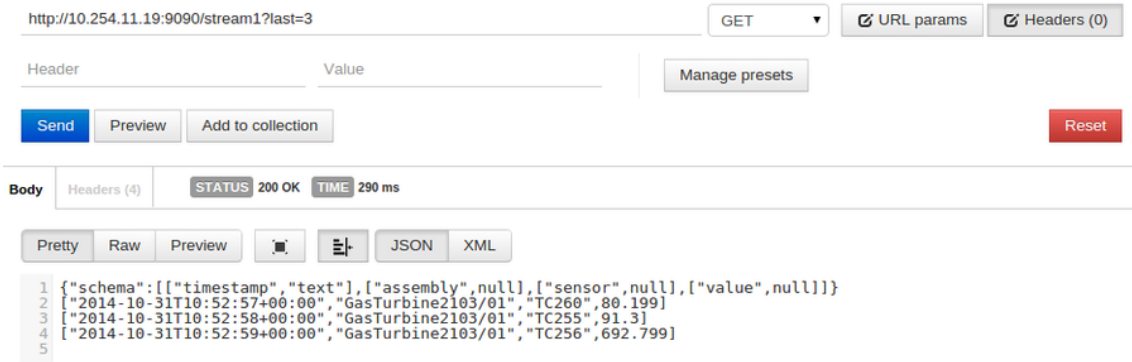 http://10.254.11.19:9090/stream1?last=3 GET URL params Headers (0)
Header Value Manage presets
Send Preview Add to collection Reset
Body Headers (4) STATUS 200 OK TIME 290 ms
Pretty Raw Preview JSON XML
1 {"schema":[["timestamp","text"],["assembly",null],["sensor",null],["value",null]]}
2 ["2014-10-31T10:52:57+00:00","GasTurbine2103/01","TC260",80.199]
3 ["2014-10-31T10:52:58+00:00","GasTurbine2103/01","TC255",91.3]
4 ["2014-10-31T10:52:59+00:00","GasTurbine2103/01","TC256",692.799]
5